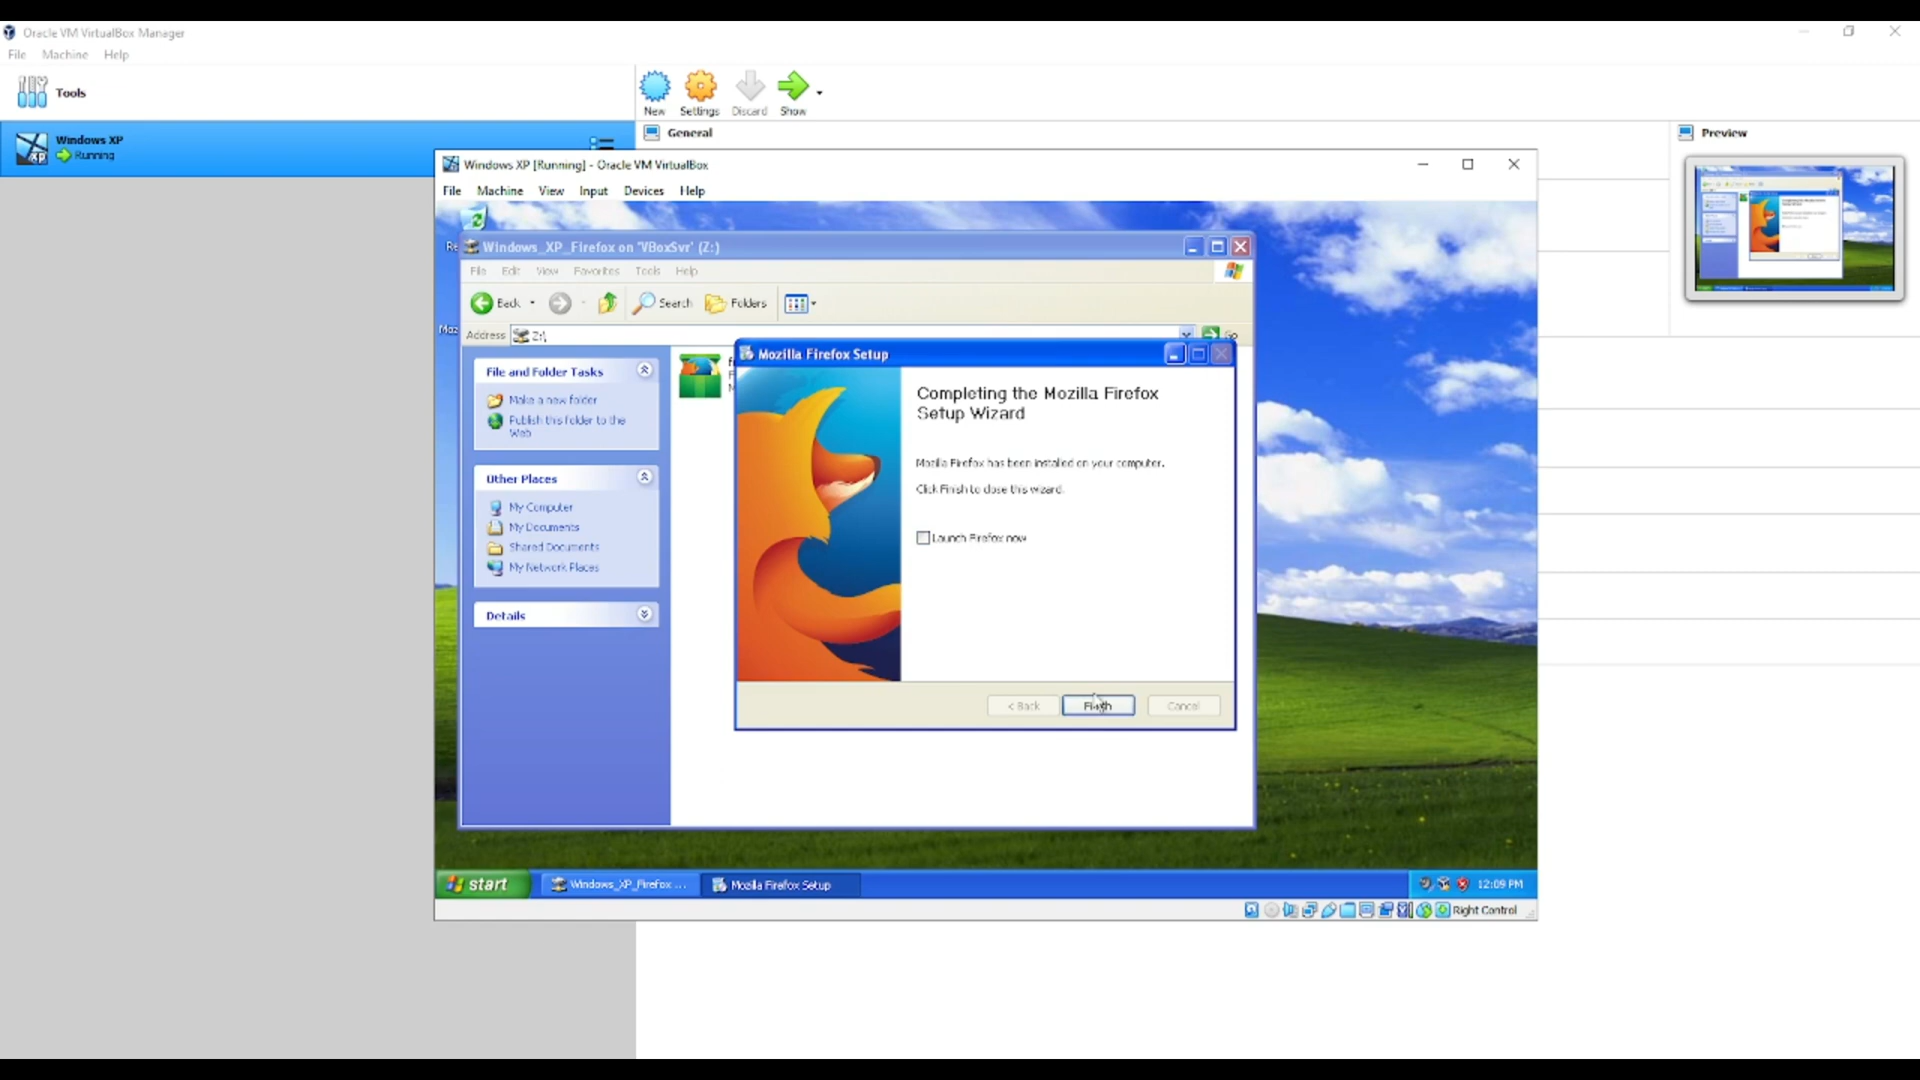 Oracle VM VirtualBox Manager
File Machine Help
Tools
New Settings Discard Show
Windows XP
Running
General
Preview
Windows XP [Running] - Oracle VM VirtualBox
File Machine View Input Devices Help
Windows_XP_Firefox on 'VBoxSvr' (Z:)
File Edit View Favorites Tools Help
Back Search Folders
Address Z:\ Go
File and Folder Tasks
Make a new folder
Publish this folder to the
Web
Other Places
My Computer
My Documents
Shared Documents
My Network Places
Details
Mozilla Firefox Setup
Completing the Mozilla Firefox
Setup Wizard
Mozilla Firefox has been installed on your computer.
Click Finish to close this wizard.
Launch Firefox now
< Back Finish Cancel
start Windows_XP_Firefox ... Mozilla Firefox Setup 12:09 PM
Right Control